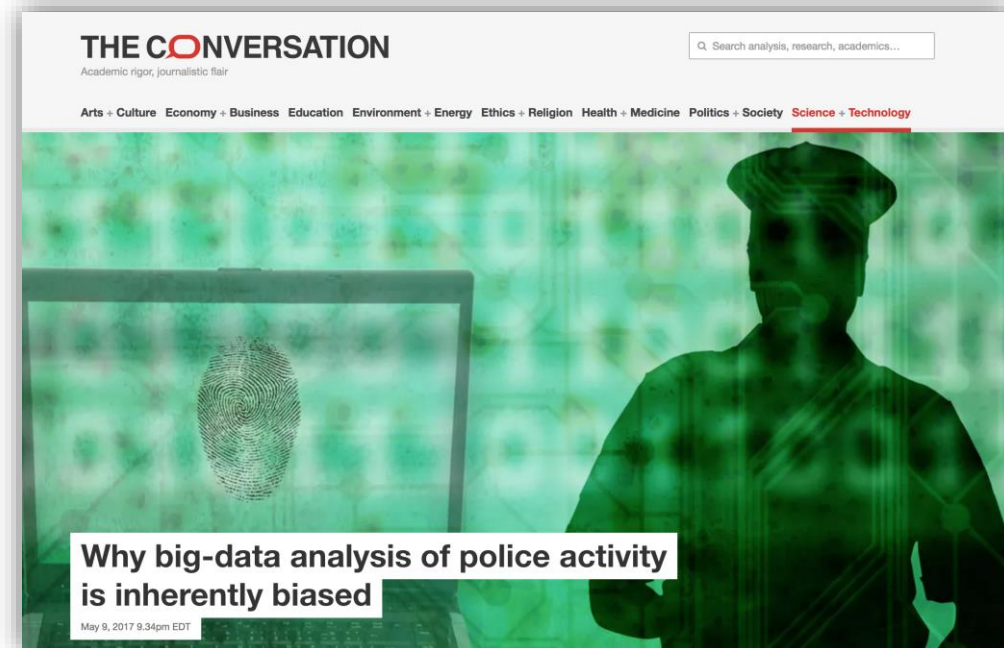 THE CONVERSATION
Academic rigor, journalistic flair
Search analysis, research, academics...
Arts + Culture Economy + Business Education Environment + Energy Ethics + Religion Health + Medicine Politics + Society Science + Technology
Why big-data analysis of police activity
is inherently biased
May 9, 2017 9.34pm EDT